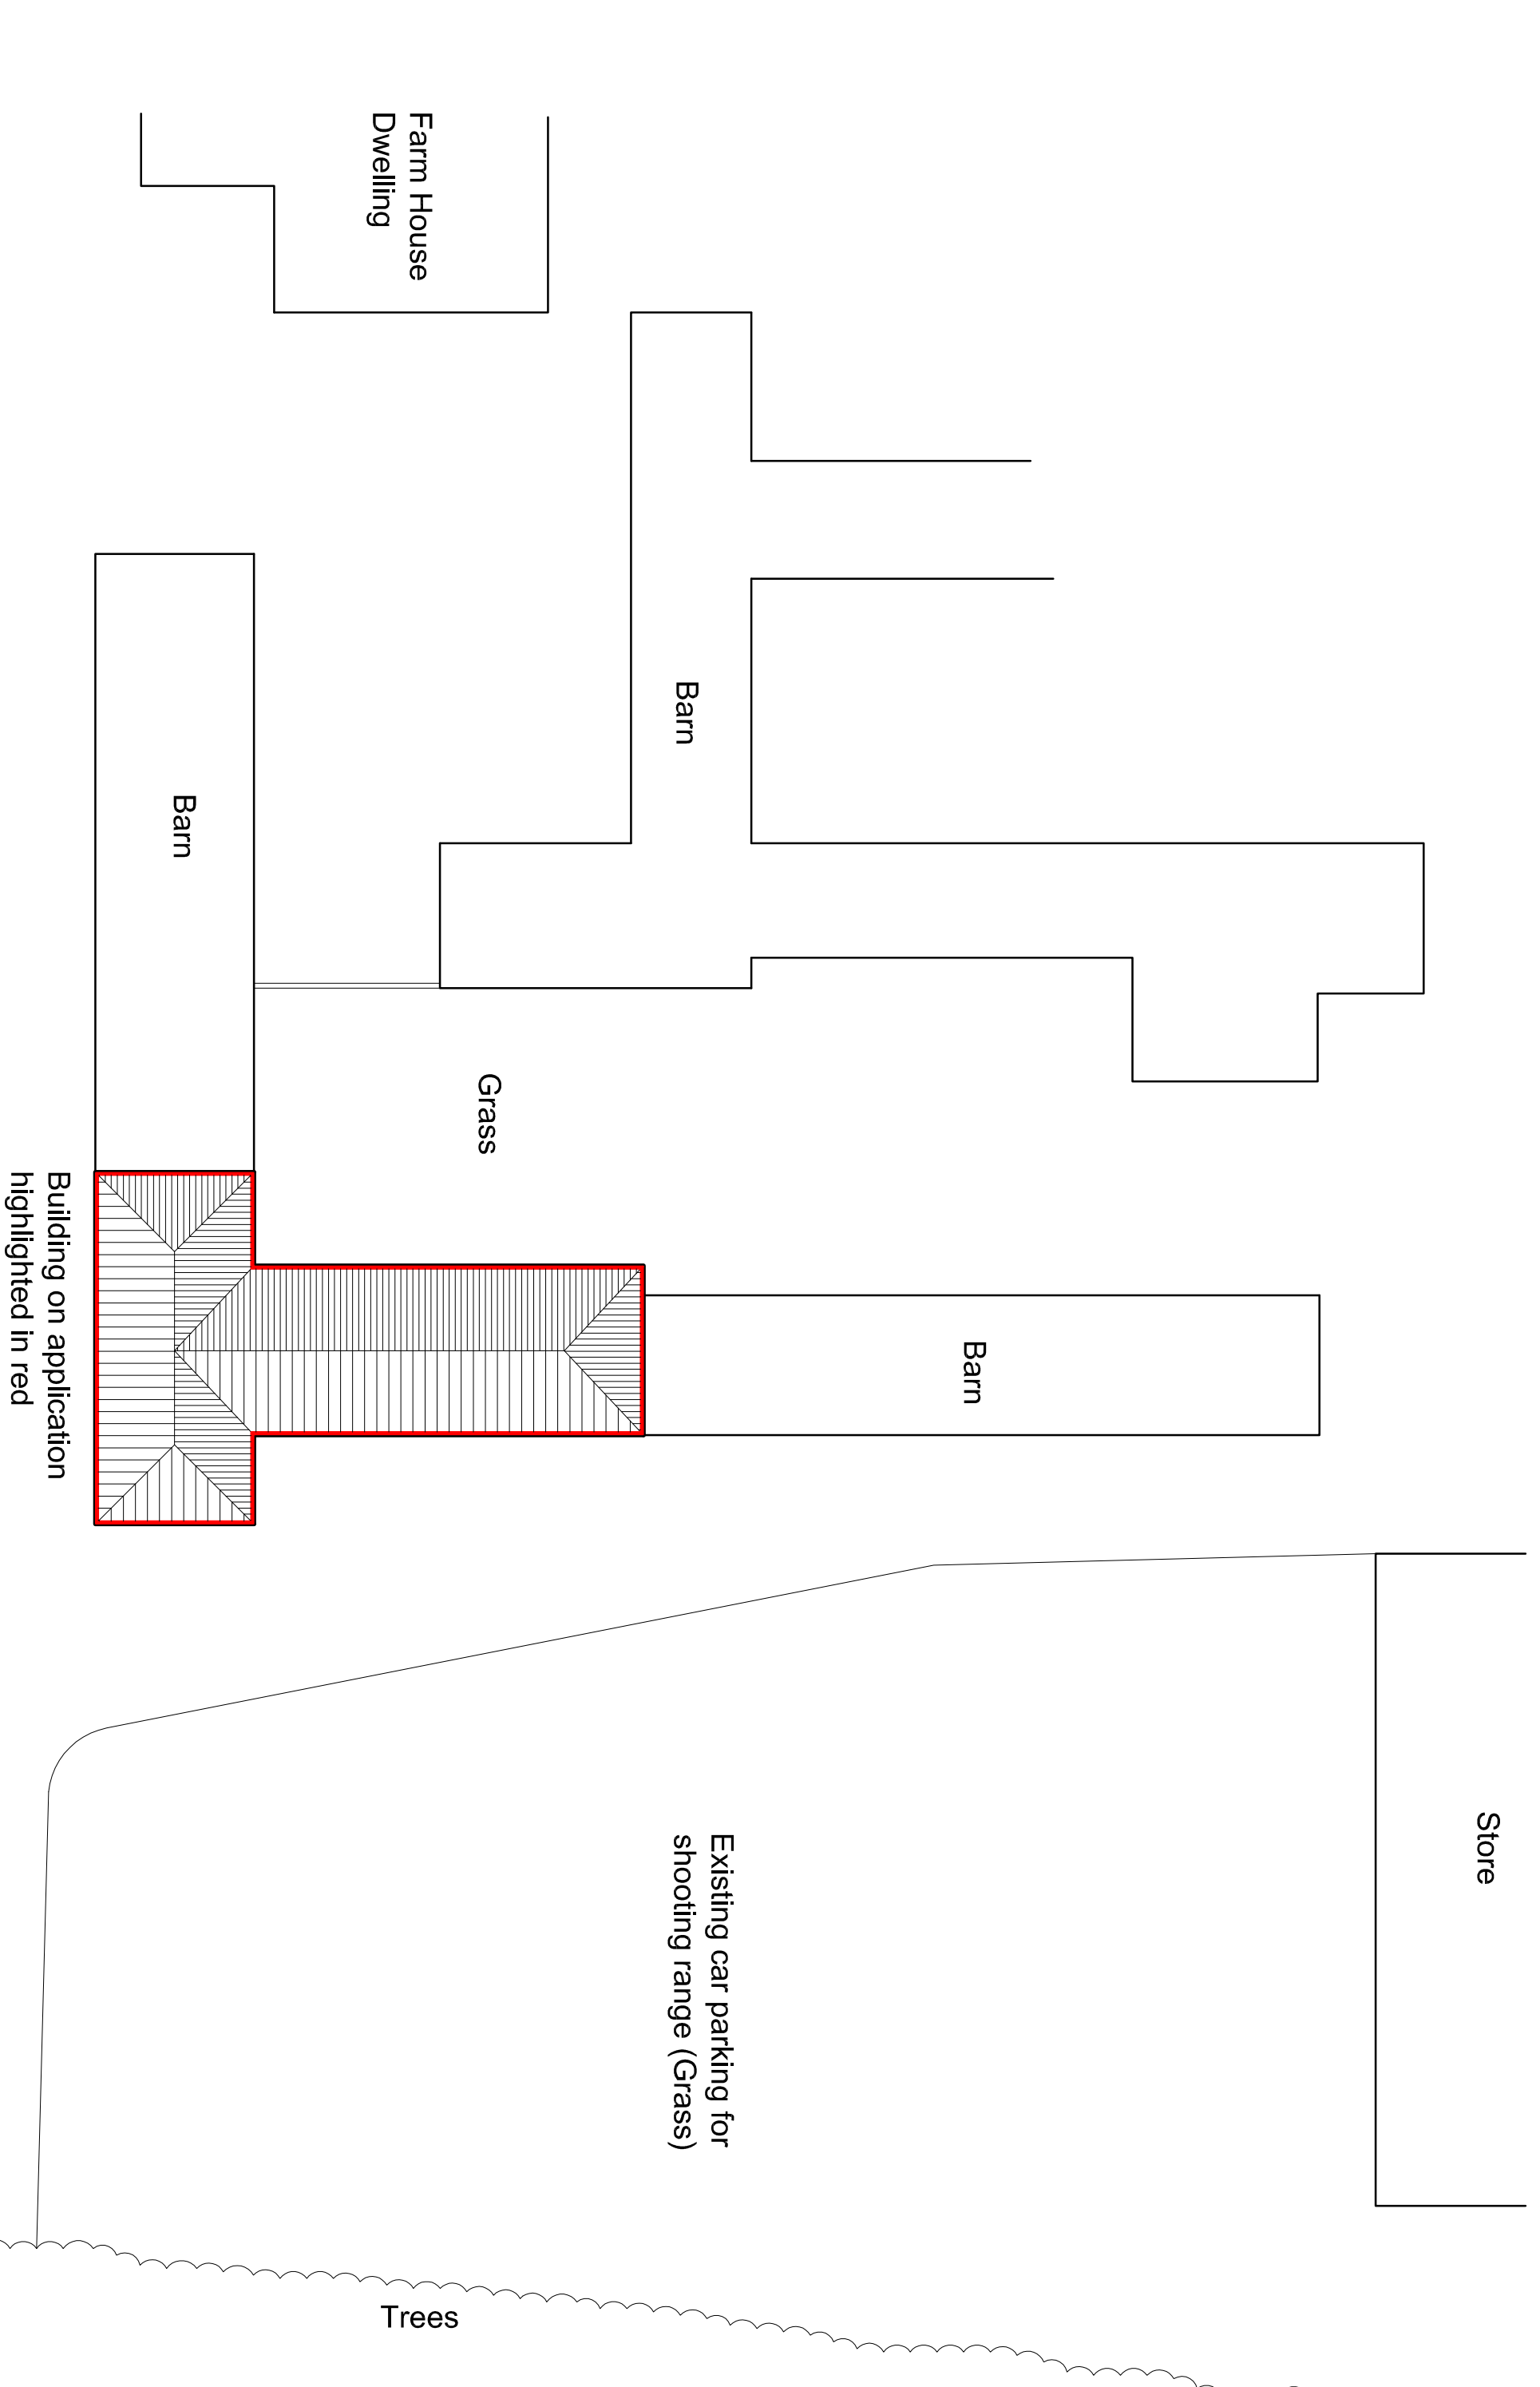 Farm House
Dwelling
Barn
Barn
Grass
Building on application
highlighted in red
Barn
Store
Existing car parking for
shooting range (Grass)
Trees